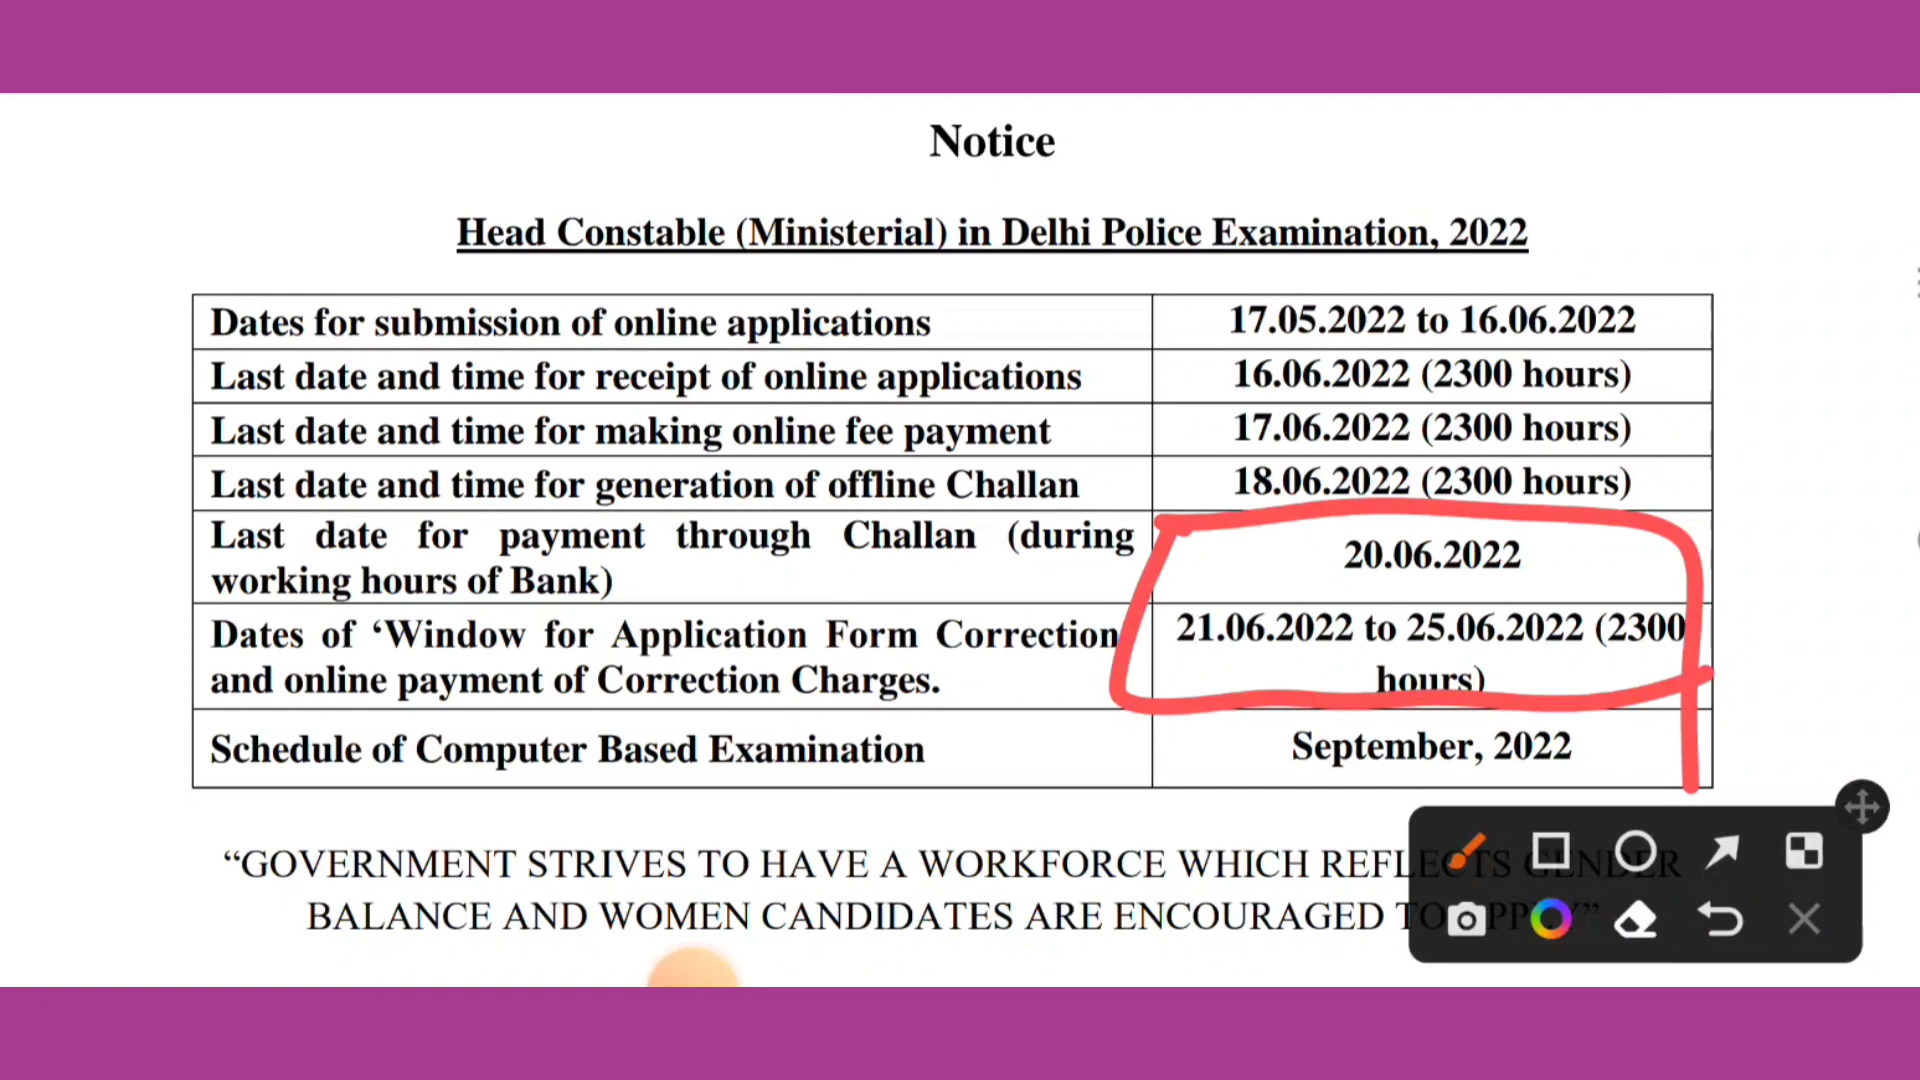 Notice
Head Constable (Ministerial) in Delhi Police Examination, 2022
Dates for submission of online applications 17.05.2022 to 16.06.2022
Last date and time for receipt of online applications 16.06.2022 (2300 hours)
Last date and time for making online fee payment 17.06.2022 (2300 hours)
Last date and time for generation of offline Challan 18.06.2022 (2300 hours)
Last date for payment through Challan (during
working hours of Bank)
20.06.2022
Dates of ‘Window for Application Form Correction
and online payment of Correction Charges.
21.06.2022 to 25.06.2022 (2300
hours)
Schedule of Computer Based Examination September, 2022
“GOVERNMENT STRIVES TO HAVE A WORKFORCE WHICH REFLECTS GENDER
BALANCE AND WOMEN CANDIDATES ARE ENCOURAGED TO